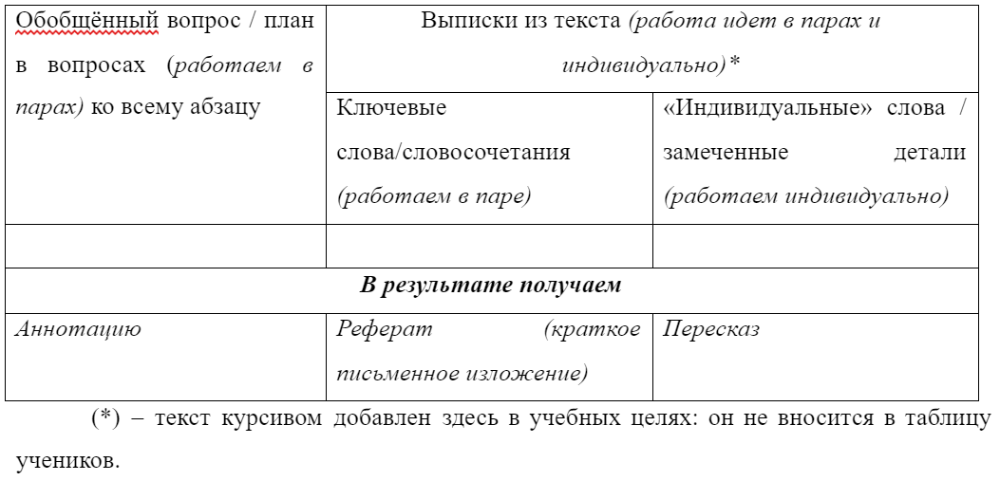 Обобщённый вопрос / план
в вопросах (работаем в
парах) ко всему абзацу
Выписки из текста (работа идет в парах и
индивидуально)*
Ключевые
слова/словосочетания
(работаем в паре)
«Индивидуальные» слова /
замеченные детали
(работаем индивидуально)
В результате получаем
Аннотацию
Реферат (краткое
письменное изложение)
Пересказ
(*) – текст курсивом добавлен здесь в учебных целях: он не вносится в таблицу
учеников.